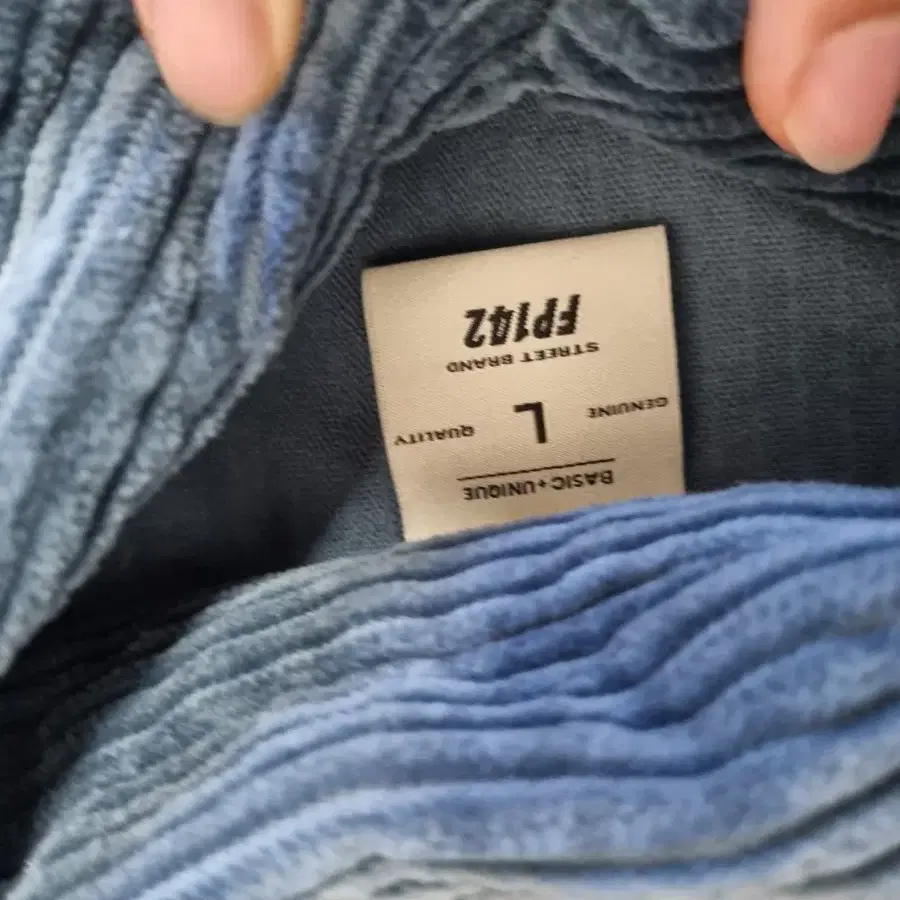 FP142
STREET BRAND
GENUINE L QUALITY
BASIC+UNIQUE